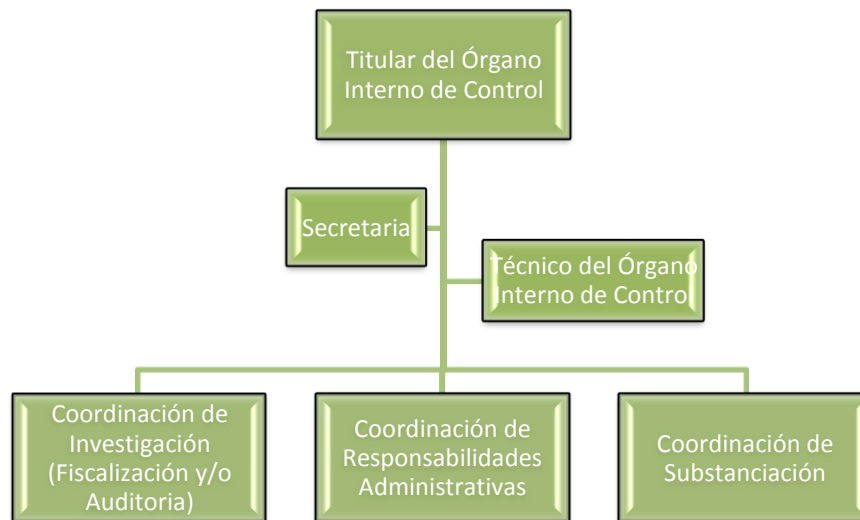 Titular del Órgano
Interno de Control
Secretaria
Técnico del Órgano
Interno de Control
Coordinación de
Investigación
(Fiscalización y/o
Auditoria)
Coordinación de
Responsabilidades
Administrativas
Coordinación de
Substanciación